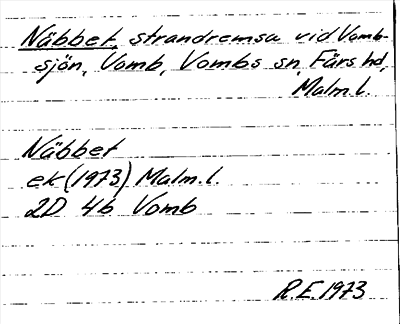 Näbbet, strandremsa vid Vomb-
sjön, Vomb, Vombs sn, Färs hd,
Malm. l.
Näbbet
ek (1973) Malm. l.
2D 4b Vomb
R.E. 1973